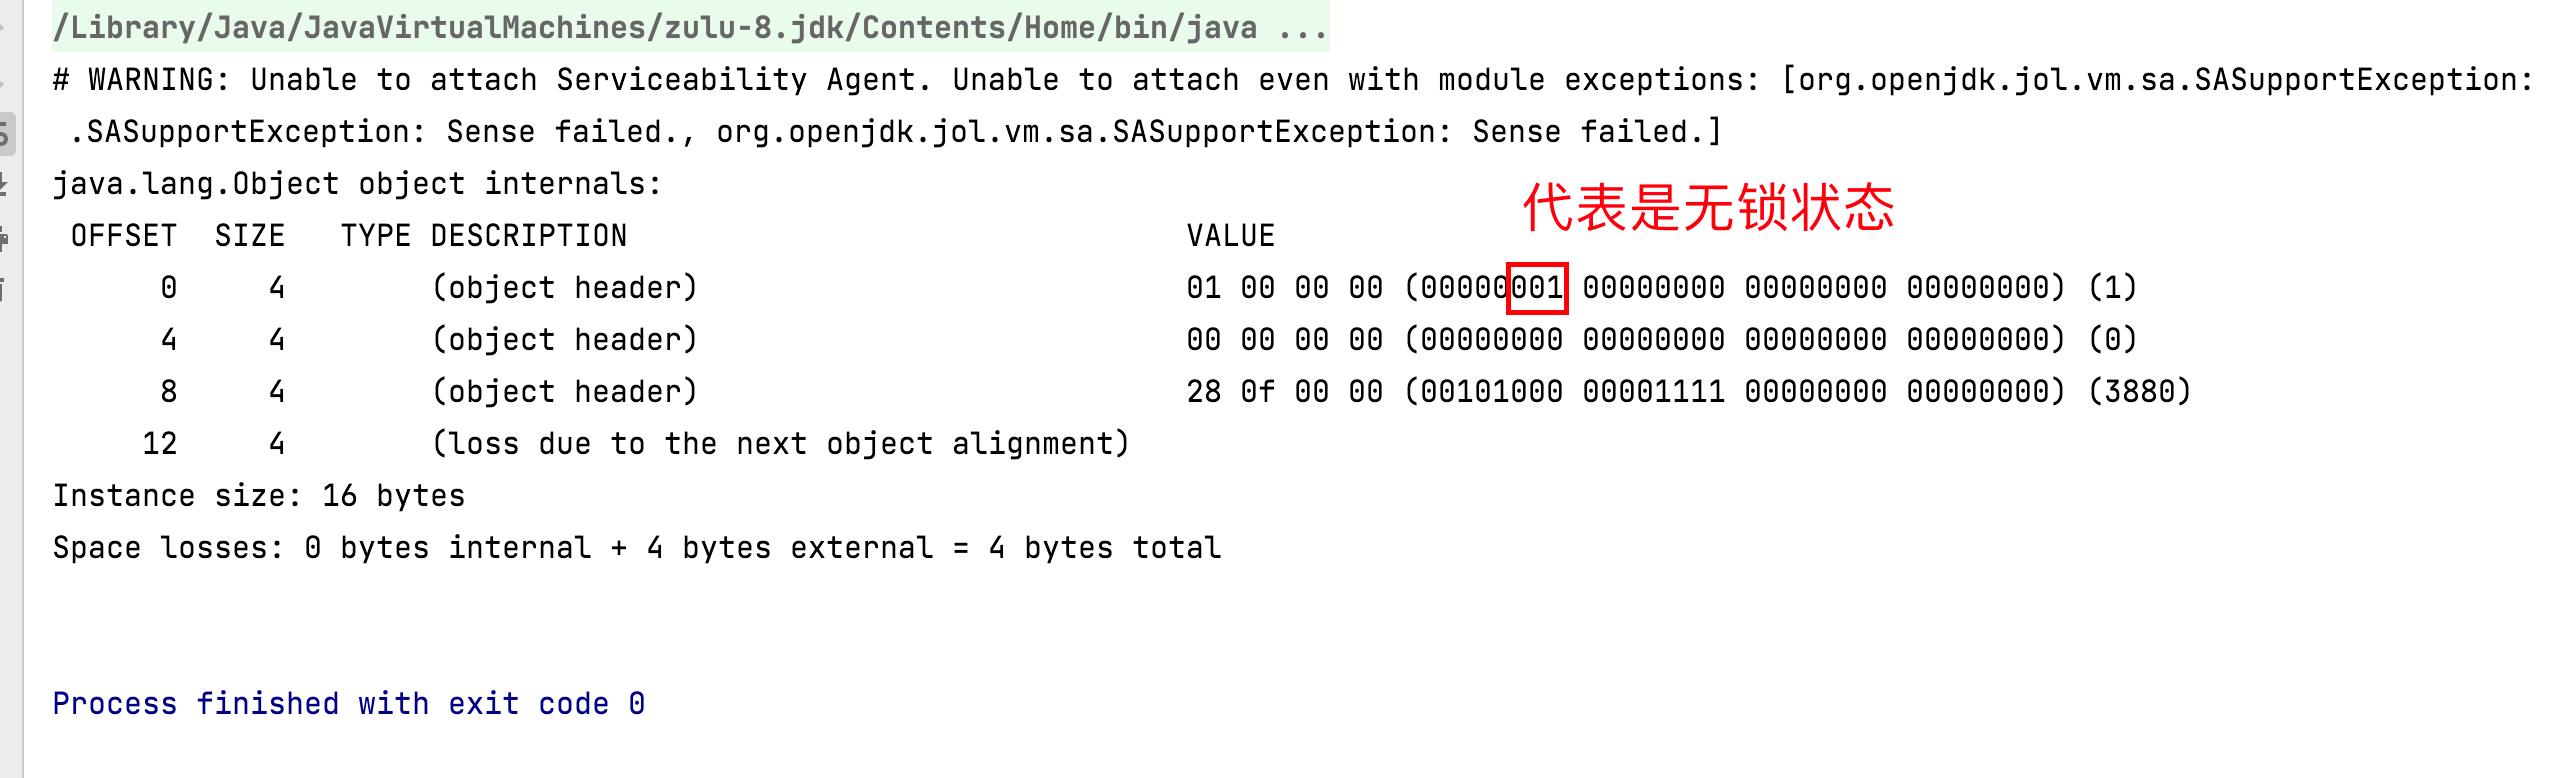 /Library/Java/JavaVirtualMachines/zulu-8.jdk/Contents/Home/bin/java ...
# WARNING: Unable to attach Serviceability Agent. Unable to attach even with module exceptions: [org.openjdk.jol.vm.sa.SASupportException:
.SASupportException: Sense failed., org.openjdk.jol.vm.sa.SASupportException: Sense failed.]
java.lang.Object object internals:
代表是无锁状态
OFFSET  SIZE   TYPE DESCRIPTION                               VALUE
0     4        (object header)                           01 00 00 00 (00000001 00000000 00000000 00000000) (1)
4     4        (object header)                           00 00 00 00 (00000000 00000000 00000000 00000000) (0)
8     4        (object header)                           28 0f 00 00 (00101000 00001111 00000000 00000000) (3880)
12     4        (loss due to the next object alignment)
Instance size: 16 bytes
Space losses: 0 bytes internal + 4 bytes external = 4 bytes total
Process finished with exit code 0